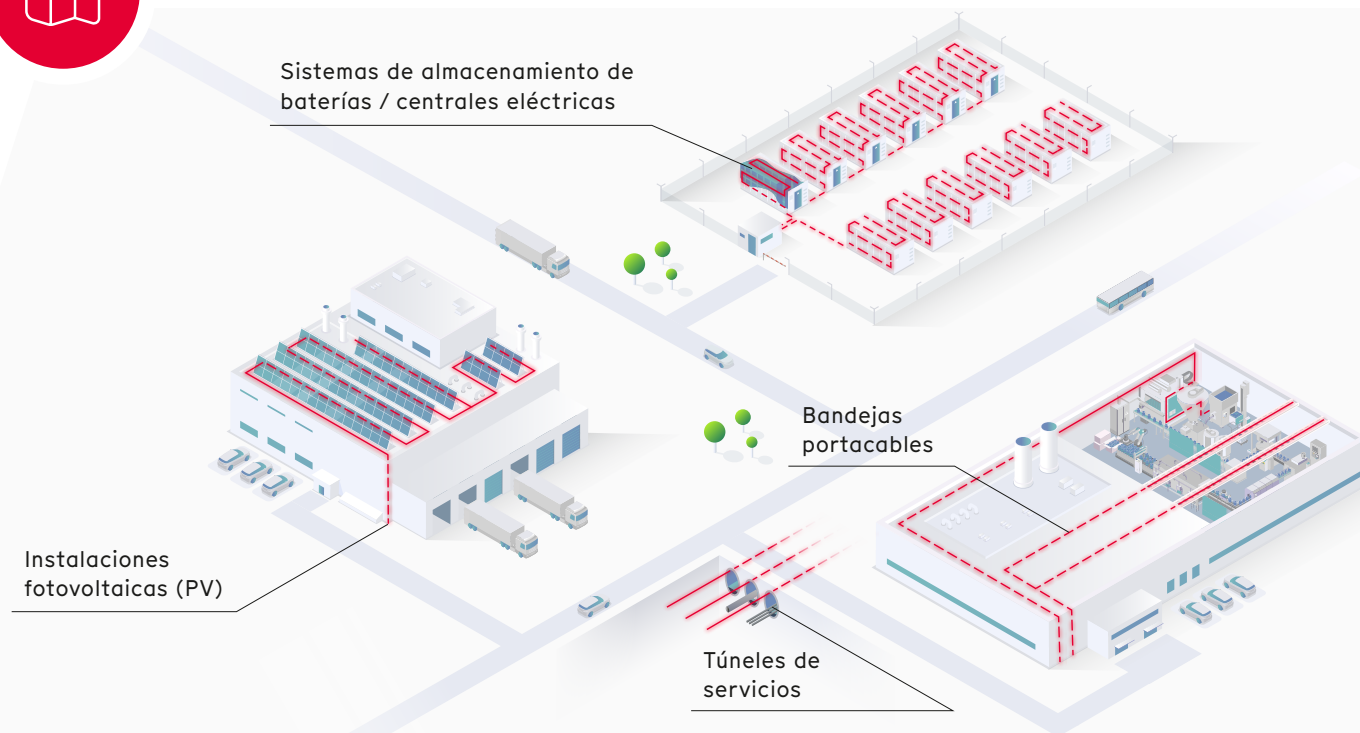 Sistemas de almacenamiento de
baterías / centrales eléctricas
Bandejas
portacables
Instalaciones
fotovoltaicas (PV)
Túneles de
servicios